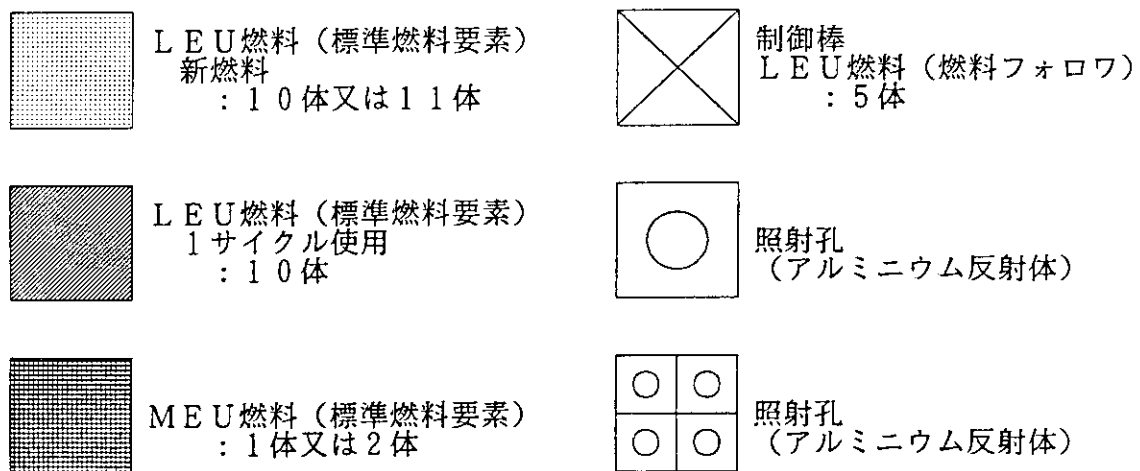 LEU燃料（標準燃料要素）
新燃料
：10体又は11体
LEU燃料（標準燃料要素）
1サイクル使用
：10体
MEU燃料（標準燃料要素）
：1体又は2体
制御棒
LEU燃料（燃料フォロワ）
：5体
照射孔
（アルミニウム反射体）
照射孔
（アルミニウム反射体）